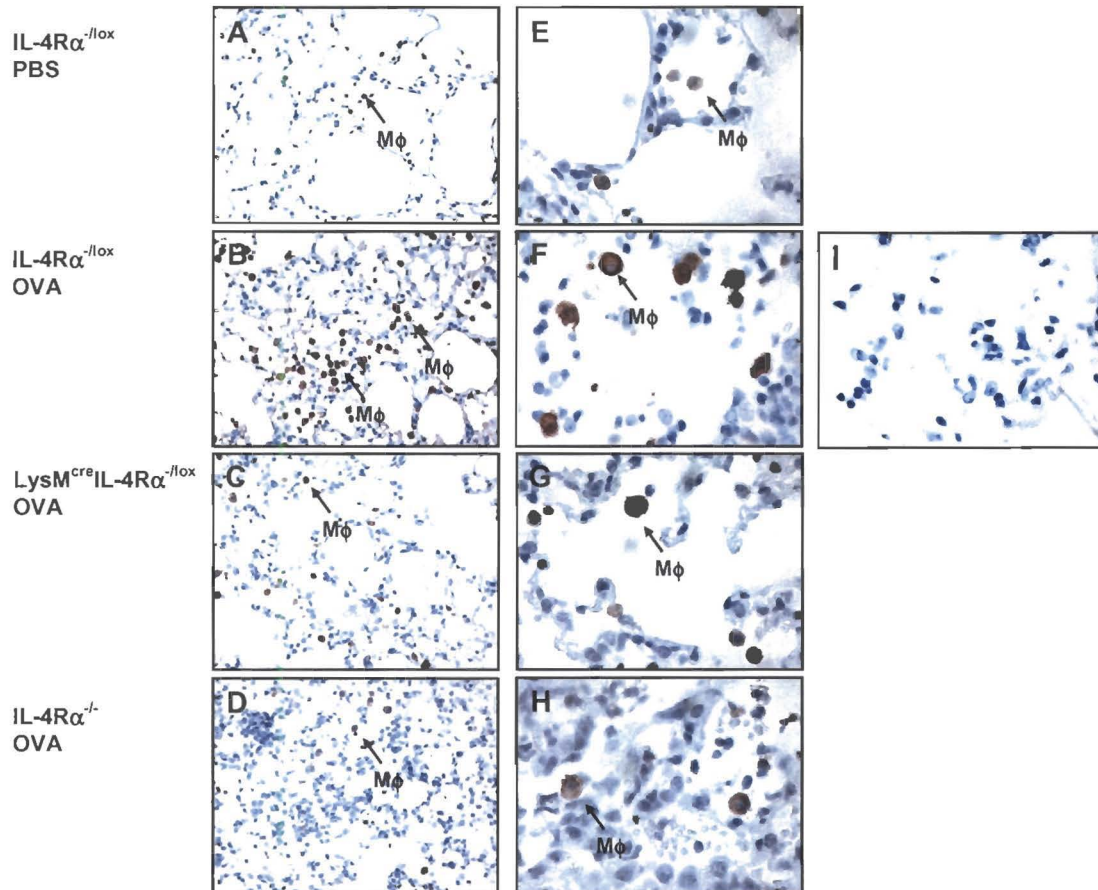 IL-4Rα-/lox
PBS
A
Mϕ
E
Mϕ
IL-4Rα-/lox
OVA
B
Mϕ
Mϕ
F
Mϕ
I
LysMcreIL-4Rα-/lox
OVA
C
Mϕ
G
Mϕ
IL-4Rα-/-
OVA
D
Mϕ
H
Mϕ